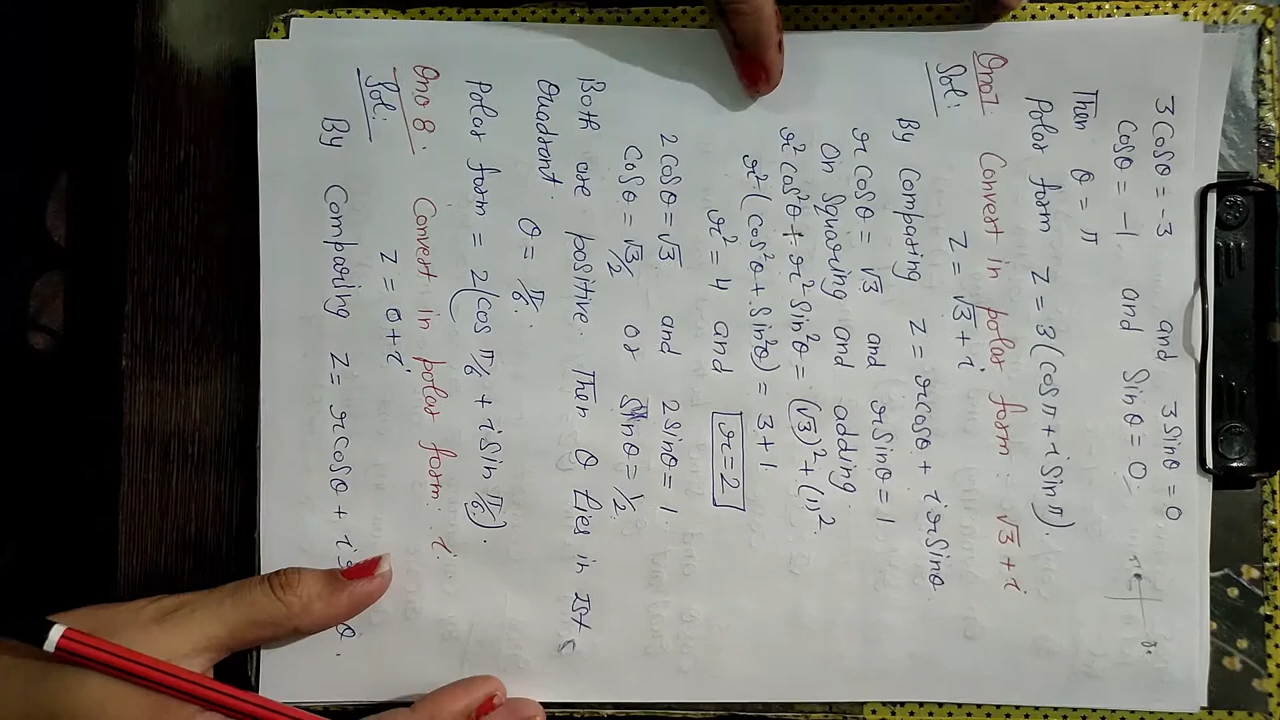 3 cosθ = -3 and 3 sinθ = 0
cosθ = -1 and sinθ = 0.
Then θ = π
Polar form z = 3(cos π + i sin π).
Qno7. Convert in polar form : √3 + i
Sol: z = √3 + i
By Comparing z = r cosθ + i r sinθ.
r cosθ = √3 and r sinθ = 1
On Squaring and adding.
r² cos²θ + r² sin²θ = (√3)² + (1)².
r² (cos²θ + sin²θ) = 3 + 1
r² = 4 and r = 2
2 cosθ = √3 and 2 sinθ = 1.
cosθ = √3/2 or sinθ = 1/2.
Both are positive. Then θ lies in Ist
Quadrant. θ = π/6.
Polar form = 2(cos π/6 + i sin π/6).
Qno 8: Convert in polar form : i
Sol: z = 0 + i
By Comparing z = r cosθ + i θ.